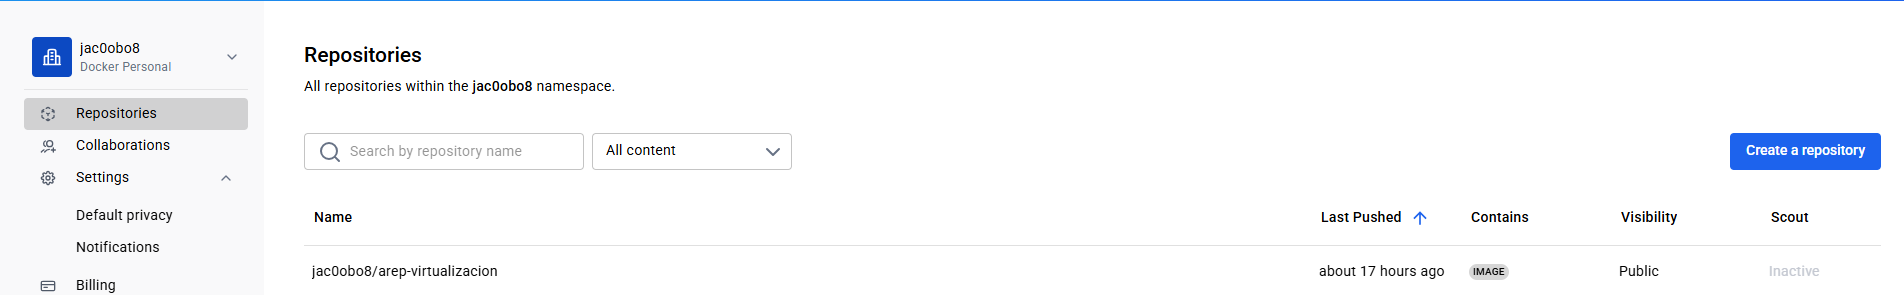 jac0obo8
Docker Personal
Repositories
Collaborations
Settings
Default privacy
Notifications
Billing
Repositories
All repositories within the jac0obo8 namespace.
Search by repository name
All content
Create a repository
Name Last Pushed Contains Visibility Scout
jac0obo8/arep-virtualizacion about 17 hours ago IMAGE Public Inactive